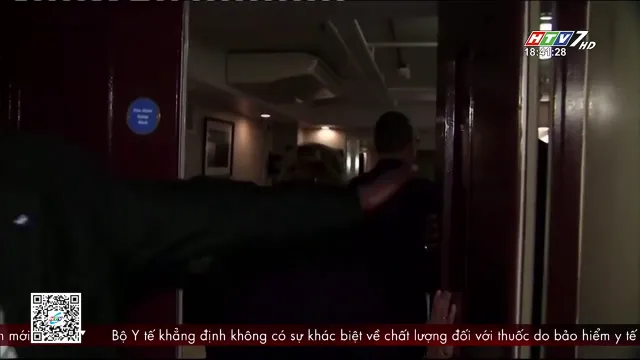 HTV7 HD
18:41:28
n mới
Bộ Y tế khẳng định không có sự khác biệt về chất lượng đối với thuốc do bảo hiểm y tế